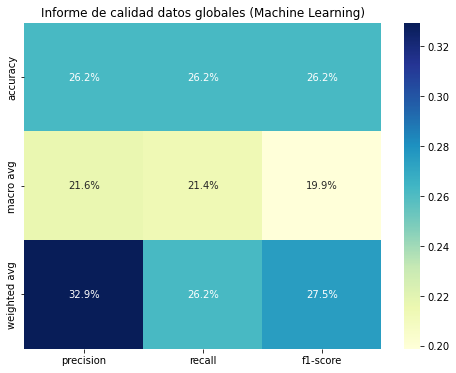 Informe de calidad datos globales (Machine Learning)
accuracy
26.2%
26.2%
26.2%
macro avg
21.6%
21.4%
19.9%
weighted avg
32.9%
26.2%
27.5%
precision
recall
f1-score
0.32
0.30
0.28
0.26
0.24
0.22
0.20